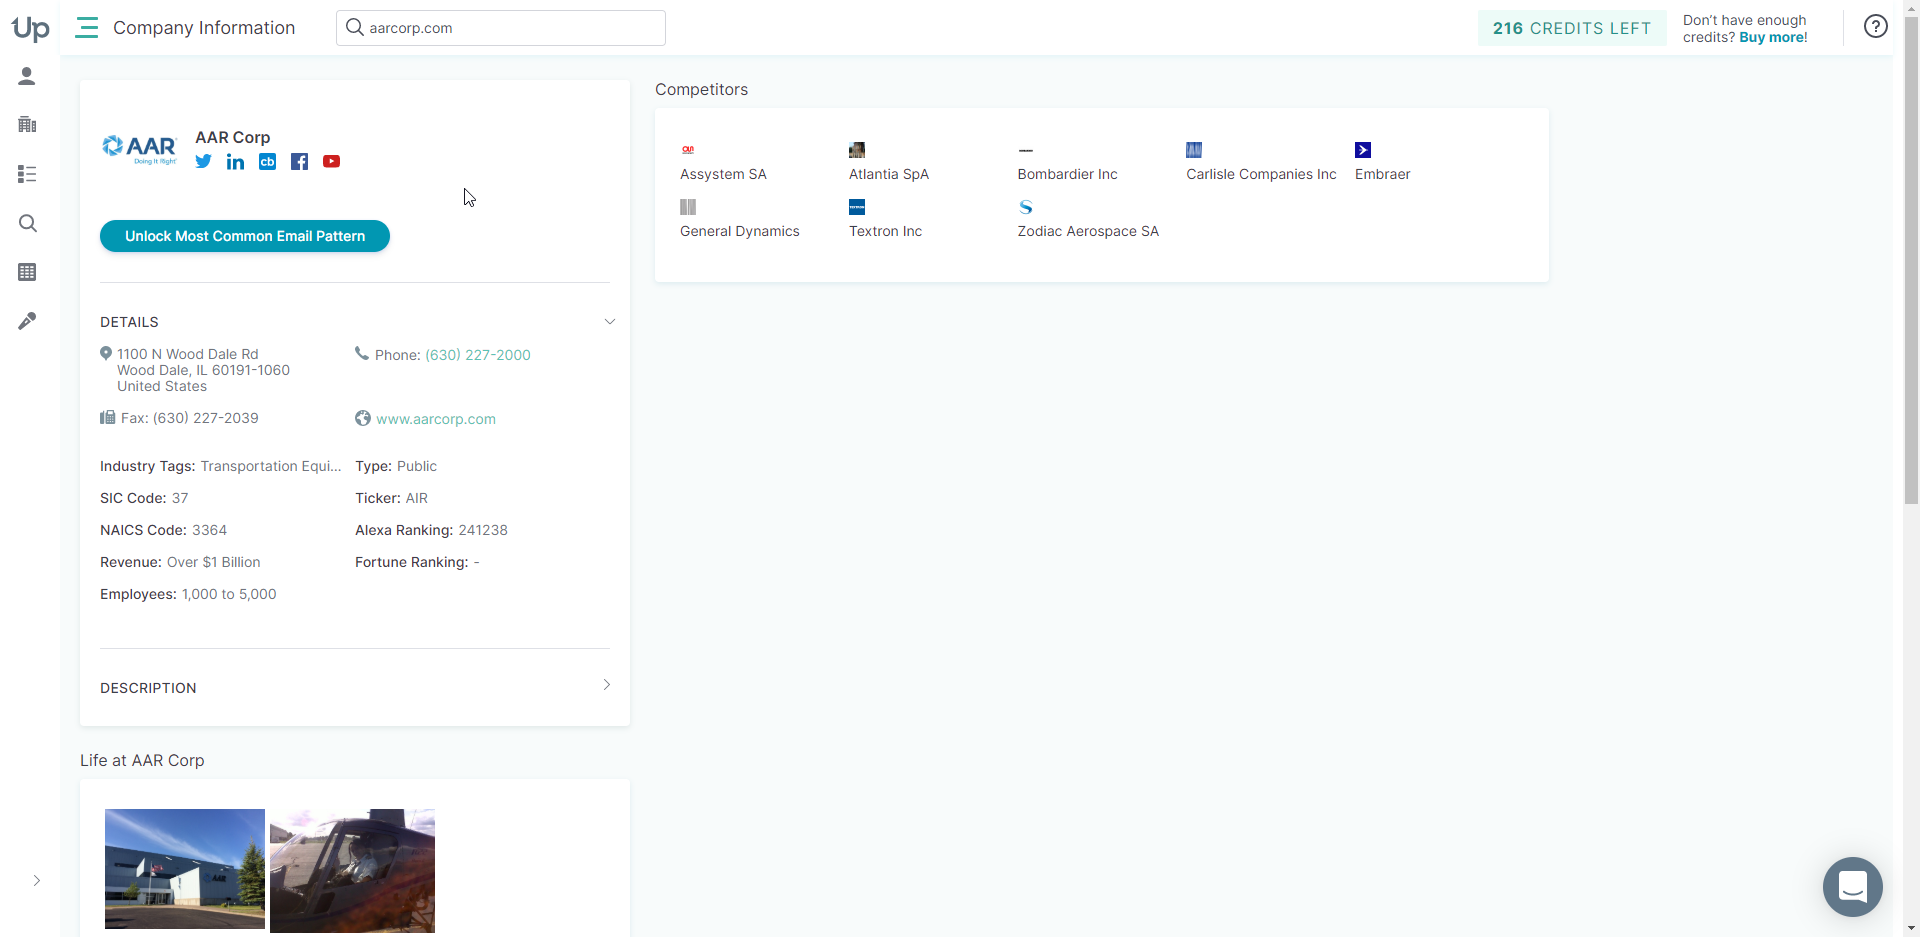 Up
Company Information
aarcorp.com
216 CREDITS LEFT
Don't have enough
credits? Buy more!
?
AAR
Doing It Right®
AAR Corp
cb
Unlock Most Common Email Pattern
DETAILS
1100 N Wood Dale Rd
Wood Dale, IL 60191-1060
United States
Phone: (630) 227-2000
Fax: (630) 227-2039
www.aarcorp.com
Industry Tags: Transportation Equi...
Type: Public
SIC Code: 37
Ticker: AIR
NAICS Code: 3364
Alexa Ranking: 241238
Revenue: Over $1 Billion
Fortune Ranking: -
Employees: 1,000 to 5,000
DESCRIPTION
Life at AAR Corp
AAR
Competitors
Assystem SA
Atlantia SpA
Bombardier Inc
Carlisle Companies Inc
Embraer
General Dynamics
TEXTRON
Textron Inc
Zodiac Aerospace SA